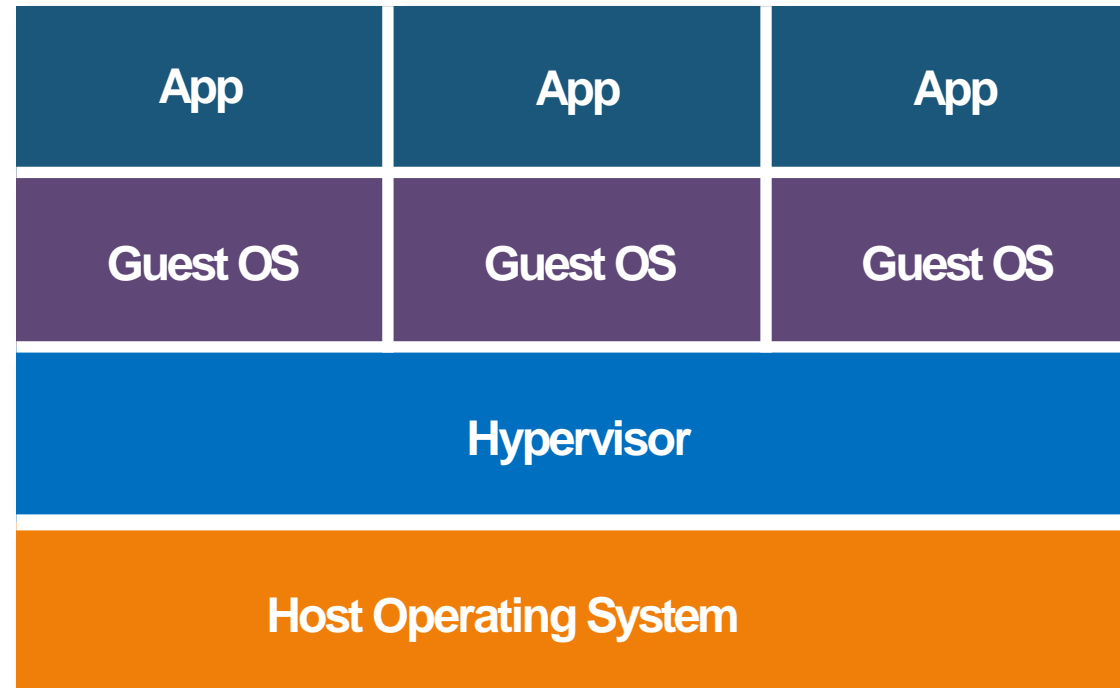 App App App
Guest OS Guest OS Guest OS
Hypervisor
Host Operating System